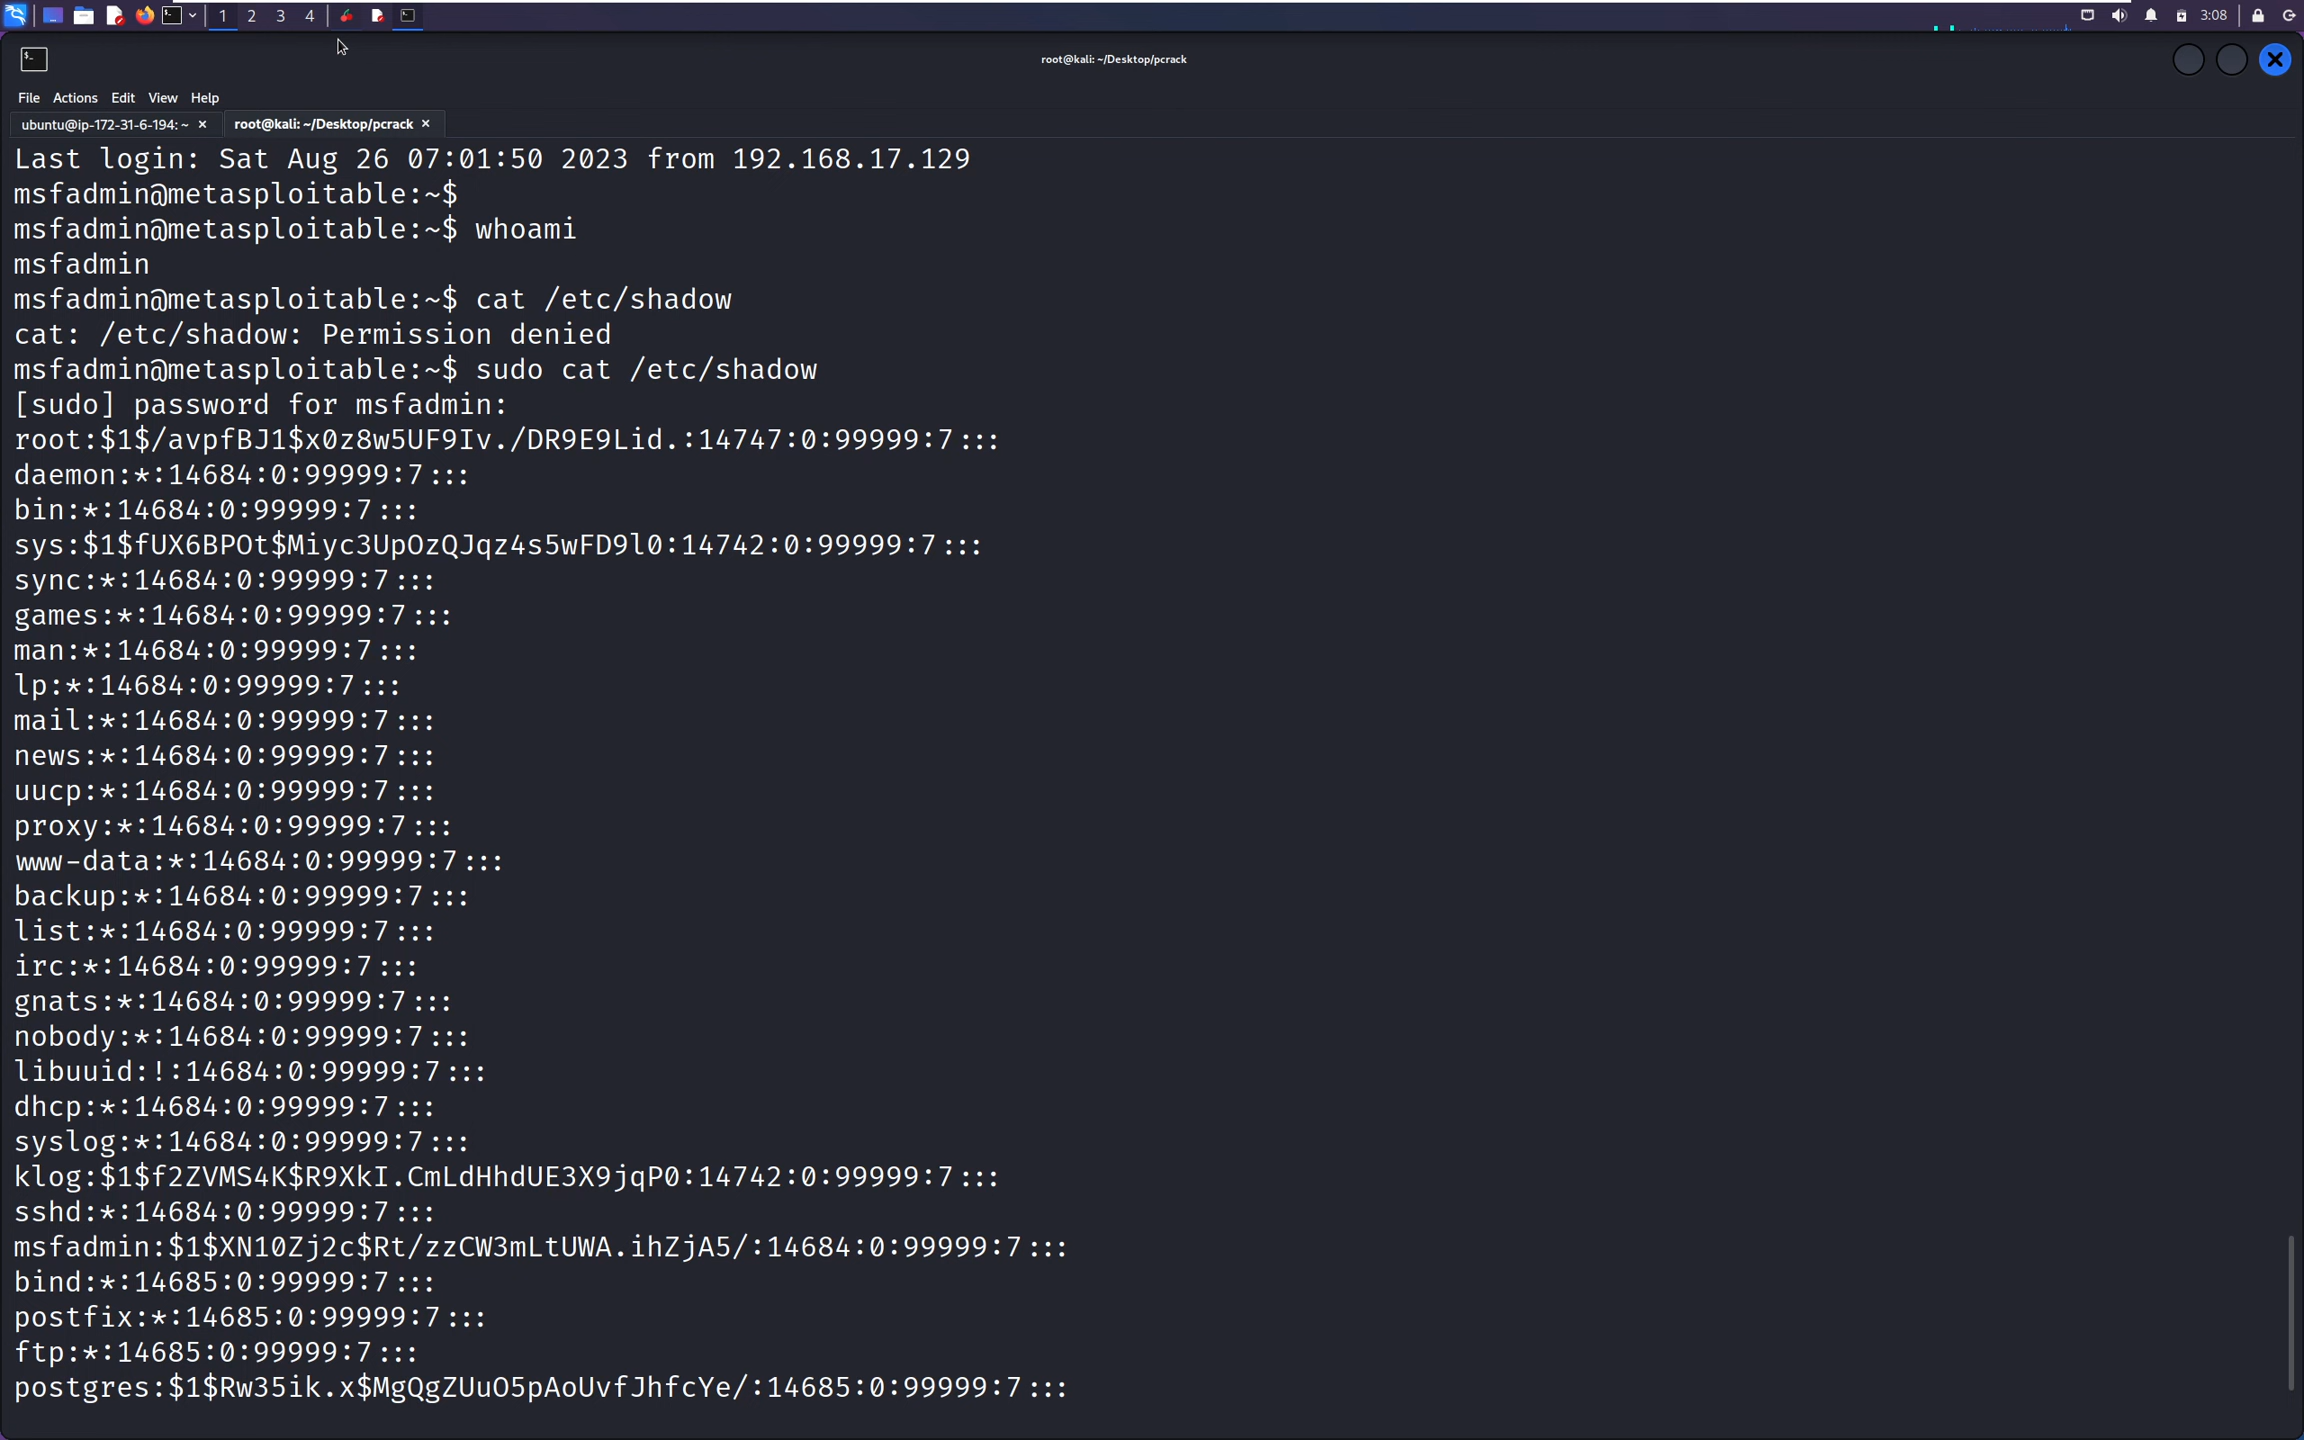 1 2 3 4
3:08
root@kali: ~/Desktop/pcrack
File Actions Edit View Help
ubuntu@ip-172-31-6-194: ~ × root@kali: ~/Desktop/pcrack ×
Last login: Sat Aug 26 07:01:50 2023 from 192.168.17.129
msfadmin@metasploitable:~$
msfadmin@metasploitable:~$ whoami
msfadmin
msfadmin@metasploitable:~$ cat /etc/shadow
cat: /etc/shadow: Permission denied
msfadmin@metasploitable:~$ sudo cat /etc/shadow
[sudo] password for msfadmin:
root:$1$/avpfBJ1$x0z8w5UF9Iv./DR9E9Lid.:14747:0:99999:7:::
daemon:*:14684:0:99999:7:::
bin:*:14684:0:99999:7:::
sys:$1$fUX6BPOt$Miyc3UpOzQJqz4s5wFD9l0:14742:0:99999:7:::
sync:*:14684:0:99999:7:::
games:*:14684:0:99999:7:::
man:*:14684:0:99999:7:::
lp:*:14684:0:99999:7:::
mail:*:14684:0:99999:7:::
news:*:14684:0:99999:7:::
uucp:*:14684:0:99999:7:::
proxy:*:14684:0:99999:7:::
www-data:*:14684:0:99999:7:::
backup:*:14684:0:99999:7:::
list:*:14684:0:99999:7:::
irc:*:14684:0:99999:7:::
gnats:*:14684:0:99999:7:::
nobody:*:14684:0:99999:7:::
libuuid:!:14684:0:99999:7:::
dhcp:*:14684:0:99999:7:::
syslog:*:14684:0:99999:7:::
klog:$1$f2ZVMS4K$R9XkI.CmLdHhdUE3X9jqP0:14742:0:99999:7:::
sshd:*:14684:0:99999:7:::
msfadmin:$1$XN10Zj2c$Rt/zzCW3mLtUWA.ihZjA5/:14684:0:99999:7:::
bind:*:14685:0:99999:7:::
postfix:*:14685:0:99999:7:::
ftp:*:14685:0:99999:7:::
postgres:$1$Rw35ik.x$MgQgZUuO5pAoUvfJhfcYe/:14685:0:99999:7:::